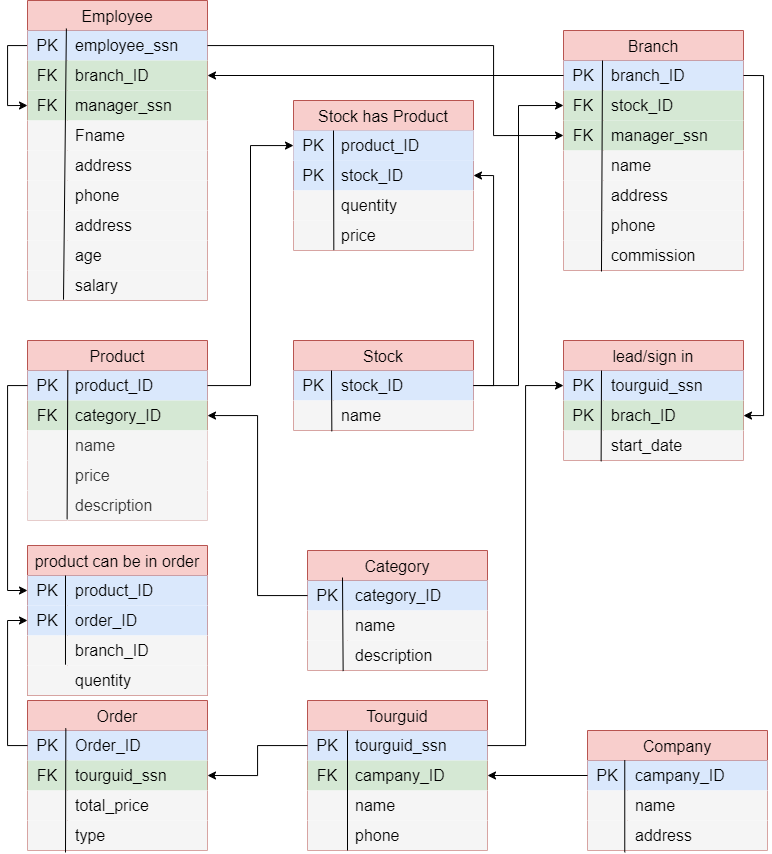 Employee
PK employee_ssn
FK branch_ID
FK manager_ssn
Fname
address
phone
address
age
salary
Branch
PK branch_ID
FK stock_ID
FK manager_ssn
name
address
phone
commission
Stock has Product
PK product_ID
PK stock_ID
quentity
price
Product
PK product_ID
FK category_ID
name
price
description
Stock
PK stock_ID
name
lead/sign in
PK tourguid_ssn
PK brach_ID
start_date
product can be in order
PK product_ID
PK order_ID
branch_ID
quentity
Category
PK category_ID
name
description
Order
PK Order_ID
FK tourguid_ssn
total_price
type
Tourguid
PK tourguid_ssn
FK campany_ID
name
phone
Company
PK campany_ID
name
address